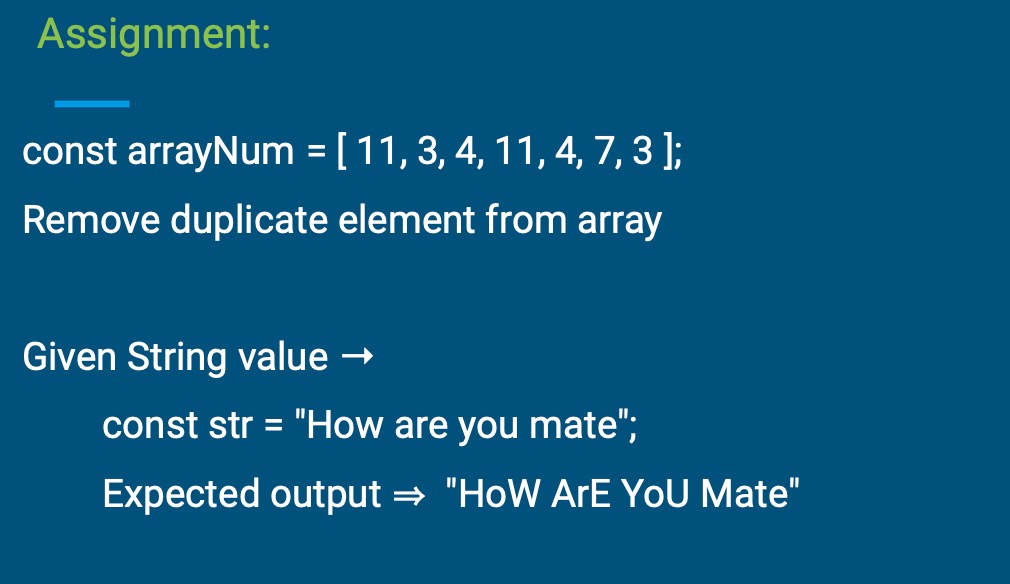 Assignment:
const arrayNum = [ 11, 3, 4, 11, 4, 7, 3 ];
Remove duplicate element from array
Given String value →
const str = "How are you mate";
Expected output ⇒ "HoW ArE YoU Mate"